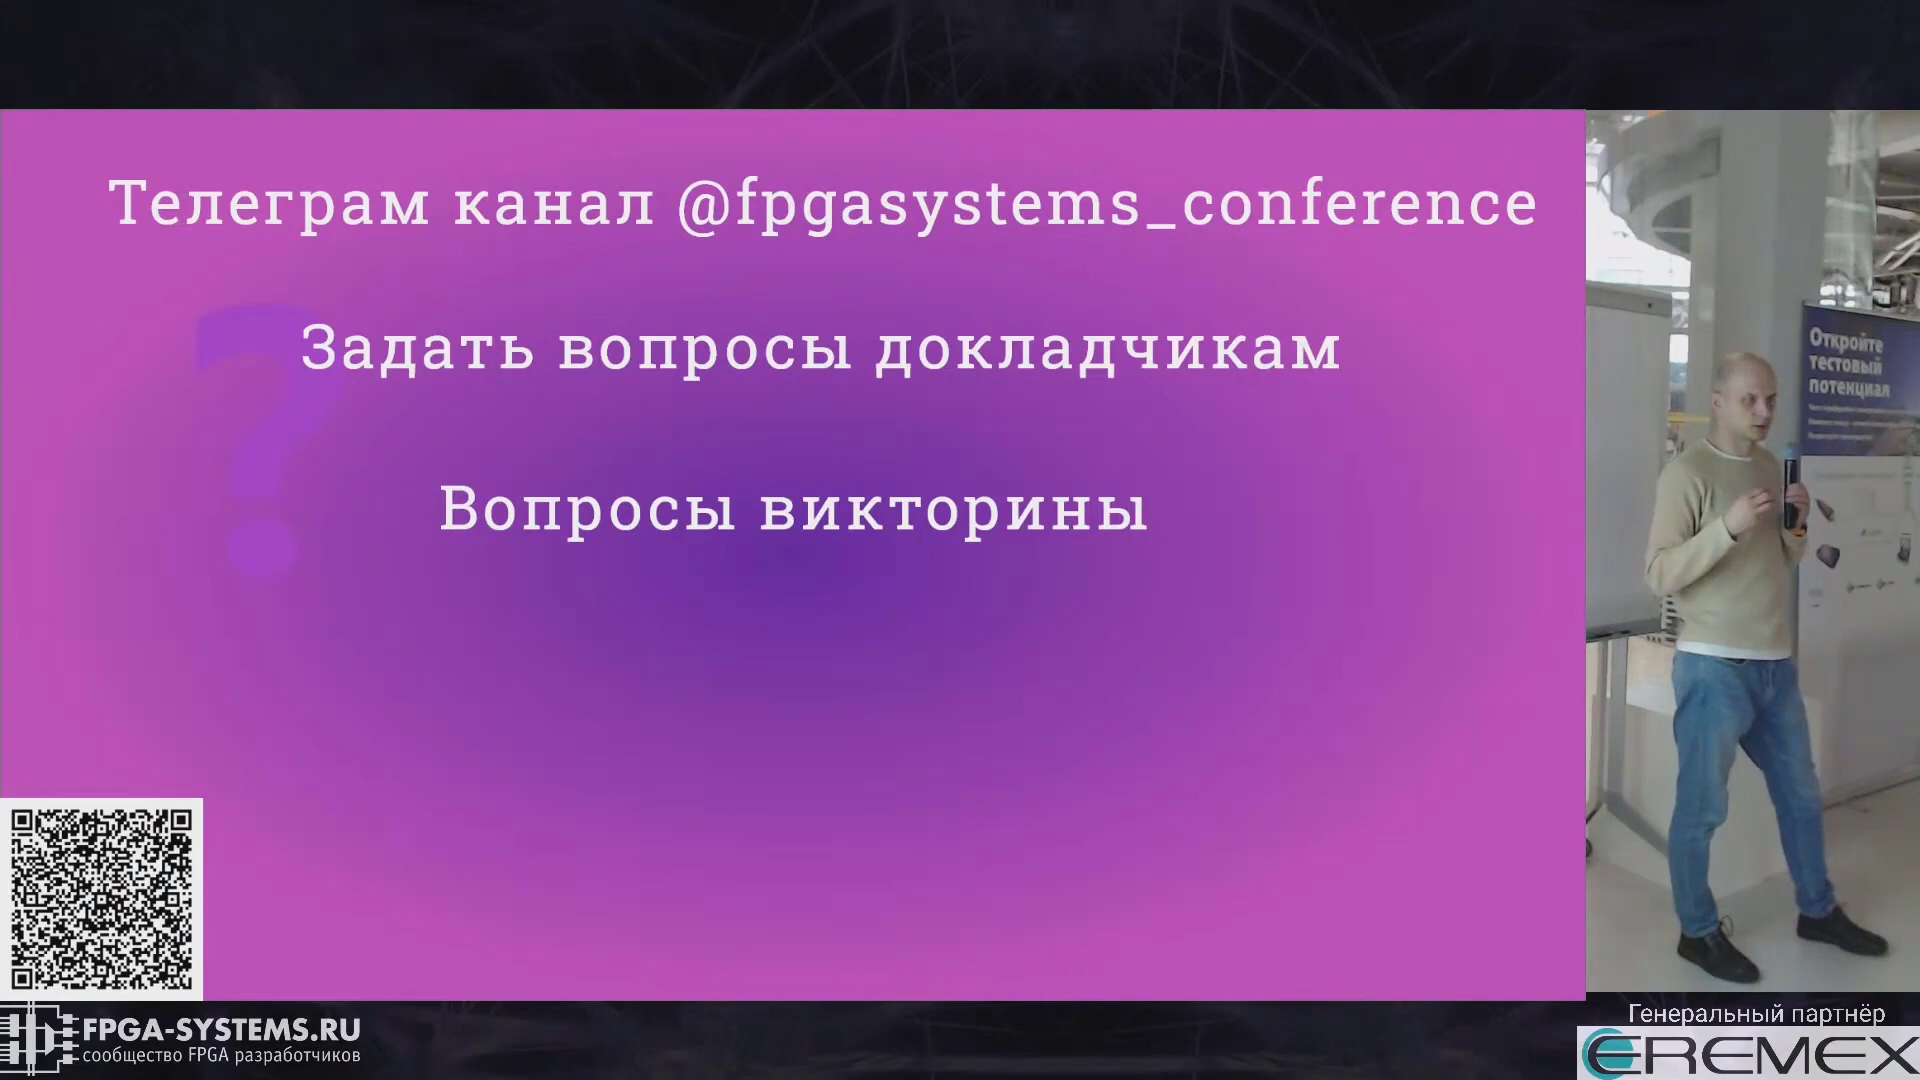 Телеграм канал @fpgasystems_conference
Задать вопросы докладчикам
?
Вопросы викторины
Откройте
тестовый
потенциал
FPGA-SYSTEMS.RU
сообщество FPGA разработчиков
Генеральный партнёр
EREMEX